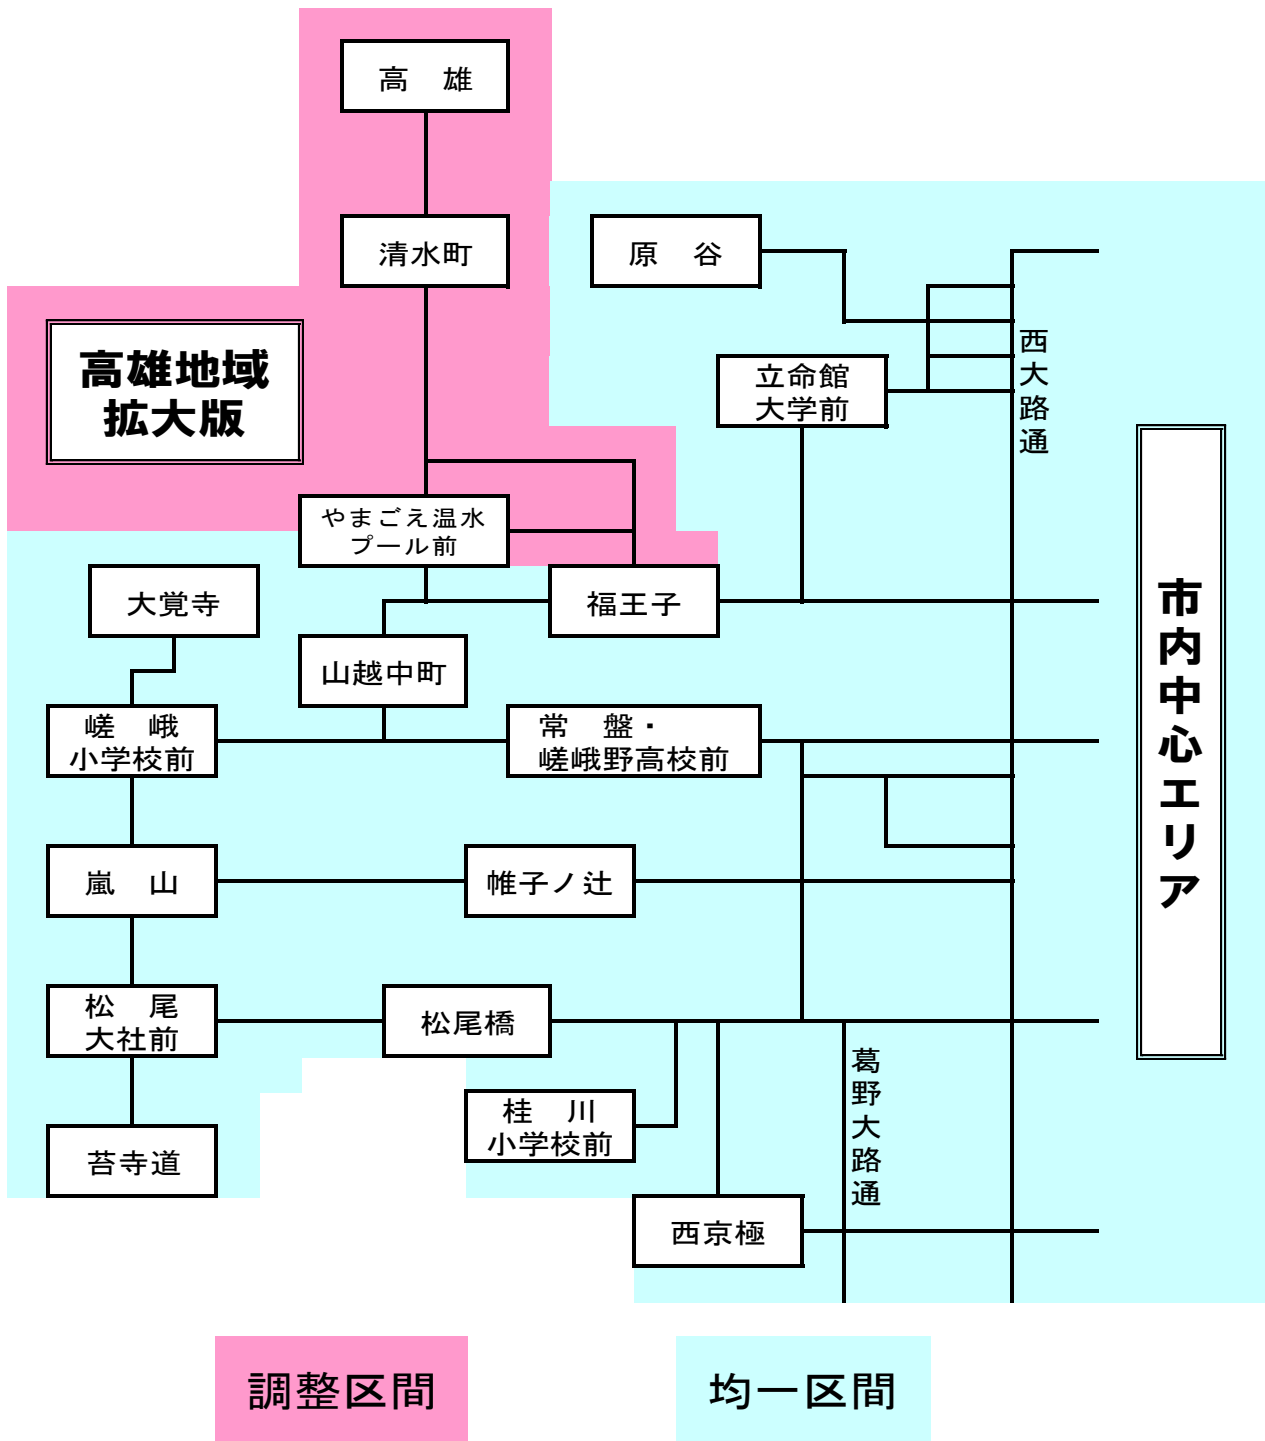 高　雄
清水町
原　谷
高雄地域
拡大版
西大路通
立命館
大学前
やまごえ温水
プール前
大覚寺
福王子
市内中心エリア
山越中町
嵯　峨
小学校前
常　盤・
嵯峨野高校前
嵐　山
帷子ノ辻
松　尾
大社前
松尾橋
葛野大路通
桂　川
小学校前
苔寺道
西京極
調整区間
均一区間